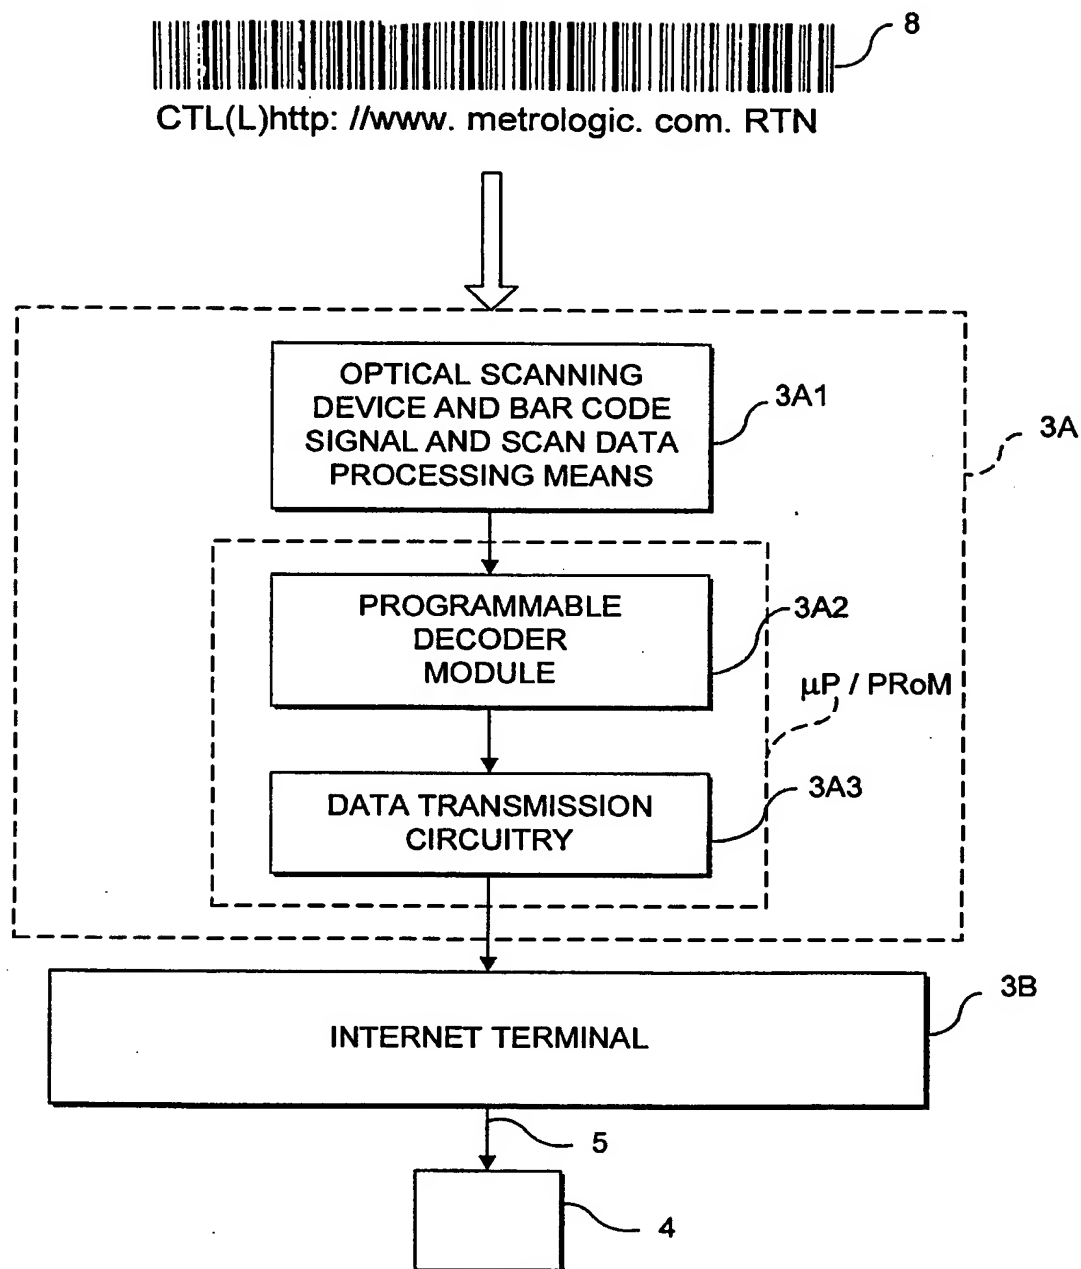 8
CTL(L)http: //www. metrologic. com. RTN
OPTICAL SCANNING
DEVICE AND BAR CODE
SIGNAL AND SCAN DATA
PROCESSING MEANS
3A1
3A
PROGRAMMABLE
DECODER
MODULE
3A2
μP / PRoM
DATA TRANSMISSION
CIRCUITRY
3A3
INTERNET TERMINAL
3B
5
4